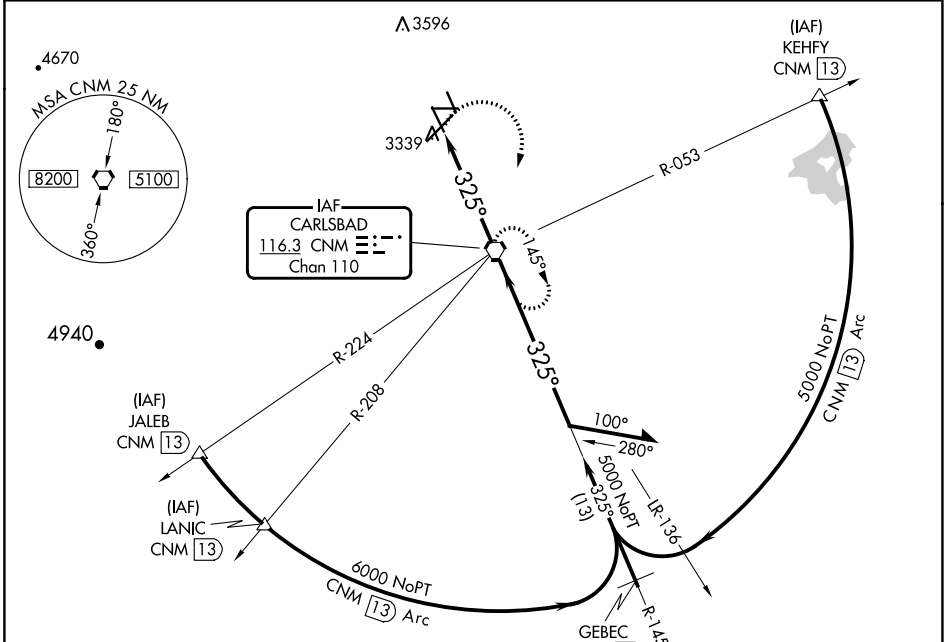 3596
4670
MSA CNM 25 NM
180°
8200
5100
360°
(IAF)
KEHFY
CNM 13
3339
R-053
325°
IAF
CARLSBAD
116.3 CNM
Chan 110
145°
4940
R-224
R-208
325°
5000 NoPT
CNM 13 Arc
(IAF)
JALEB
CNM 13
100°
280°
5000 NoPT
325°
(13)
LR-136
(IAF)
LANIC
CNM 13
6000 NoPT
CNM 13 Arc
GEBEC
R-145